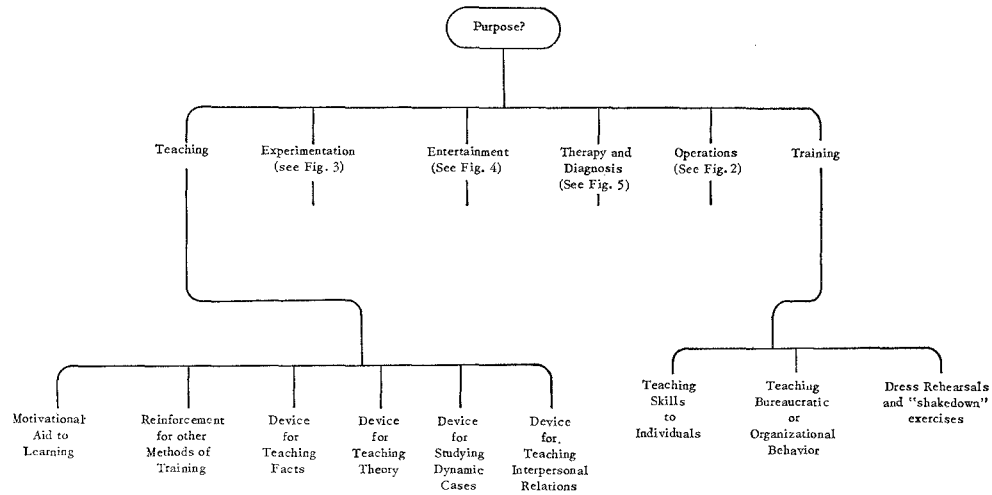 Purpose?
Teaching
Experimentation
(see Fig. 3)
Entertainment
(See Fig. 4)
Therapy and
Diagnosis
(See Fig. 5)
Operations
(See Fig. 2)
Training
Motivational
Aid to
Learning
Reinforcement
for other
Methods of
Training
Device
for
Teaching
Facts
Device
for
Teaching
Theory
Device
for
Studying
Dynamic
Cases
Device
for.
Teaching
Interpersonal
Relations
Teaching
Skills
to
Individuals
Teaching
Bureaucratic
or
Organizational
Behavior
Dress Rehearsals
and "shakedown"
exercises